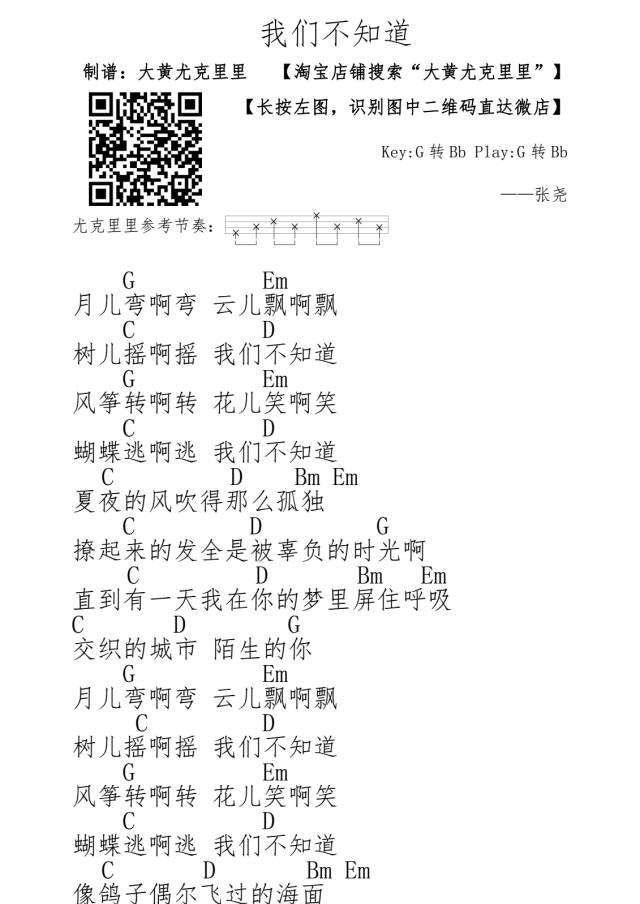 我们不知道
制谱：大黄尤克里里 【淘宝店铺搜索“大黄尤克里里”】
【长按左图，识别图中二维码直达微店】
Key:G 转 Bb Play:G 转 Bb
——张尧
尤克里里参考节奏：
G Em
月儿弯啊弯 云儿飘啊飘
C D
树儿摇啊摇 我们不知道
G Em
风筝转啊转 花儿笑啊笑
C D
蝴蝶逃啊逃 我们不知道
C D Bm Em
夏夜的风吹得那么孤独
C D G
撩起来的发全是被辜负的时光啊
C D Bm Em
直到有一天我在你的梦里屏住呼吸
C D G
交织的城市 陌生的你
G Em
月儿弯啊弯 云儿飘啊飘
C D
树儿摇啊摇 我们不知道
G Em
风筝转啊转 花儿笑啊笑
C D
蝴蝶逃啊逃 我们不知道
C D Bm Em
像鸽子偶尔飞过的海面